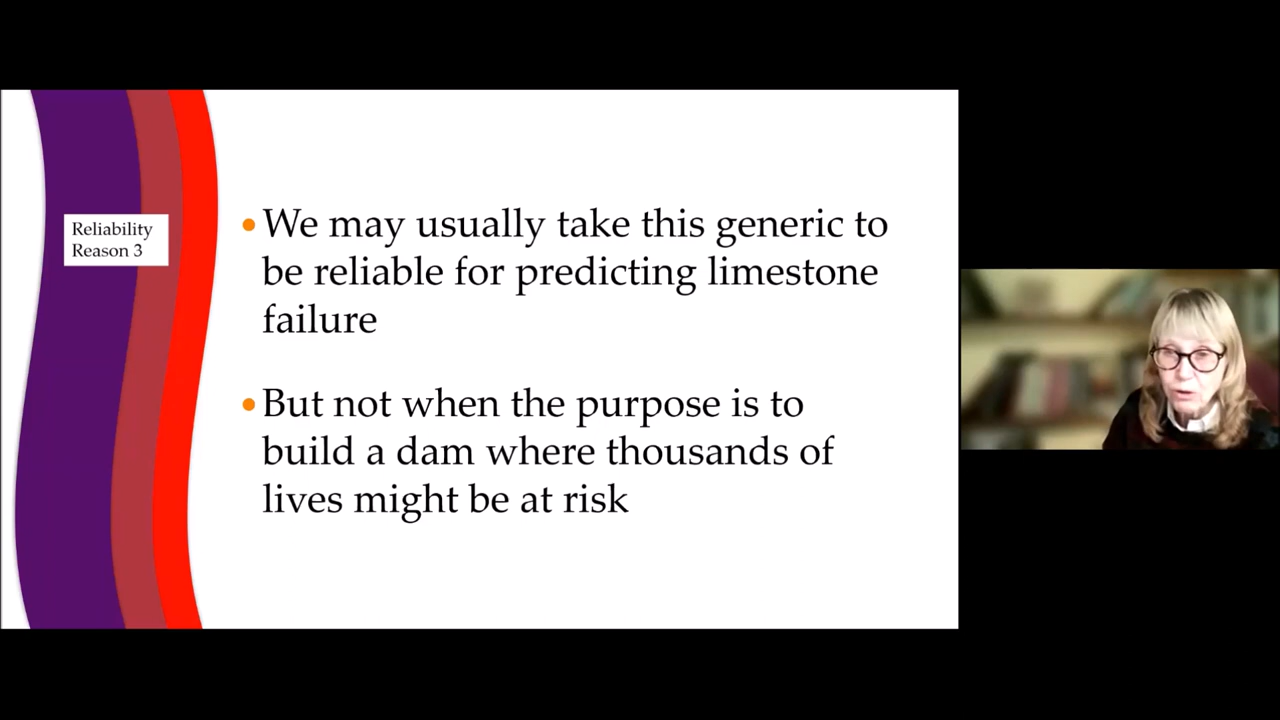 Reliability
Reason 3
•We may usually take this generic to
be reliable for predicting limestone
failure
•But not when the purpose is to
build a dam where thousands of
lives might be at risk